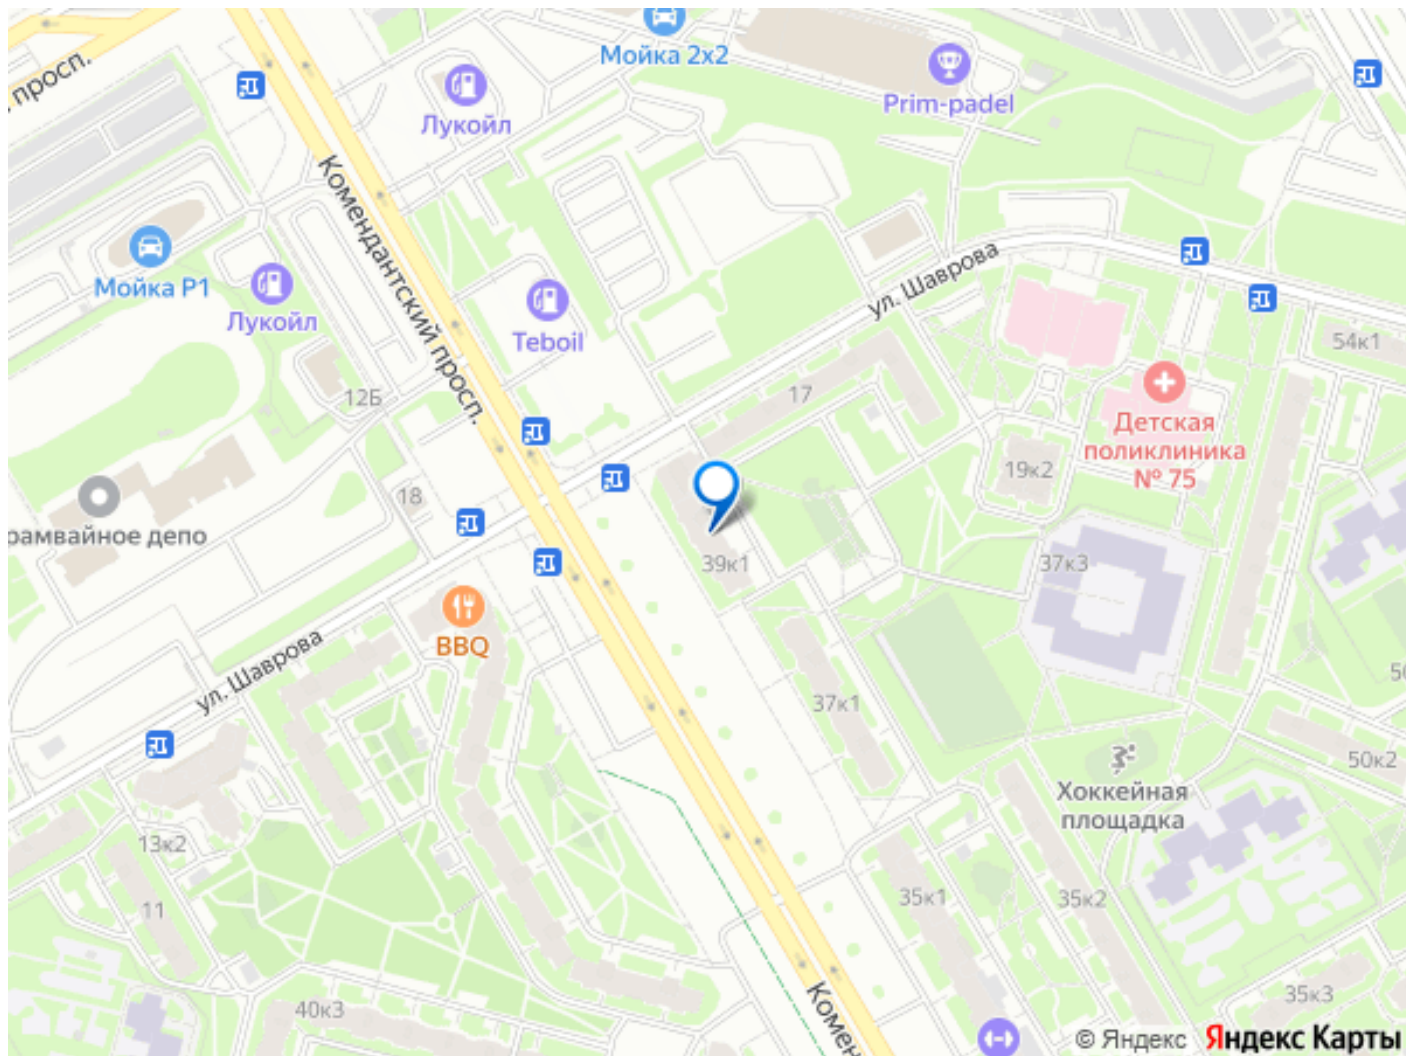 Мойка 2х2
просп.
Prim-padel
Лукойл
Комендантский просп.
ул. Шаврова
Мойка Р1
Лукойл
Teboil
54к1
12Б
17
Детская
поликлиника
№ 75
19к2
18
рамвайное депо
39к1
37к3
BBQ
ул. Шаврова
37к1
50к2
Хоккейная
площадка
13к2
11
35к1
35к2
35к3
40к3
Комен
© Яндекс Яндекс Карты